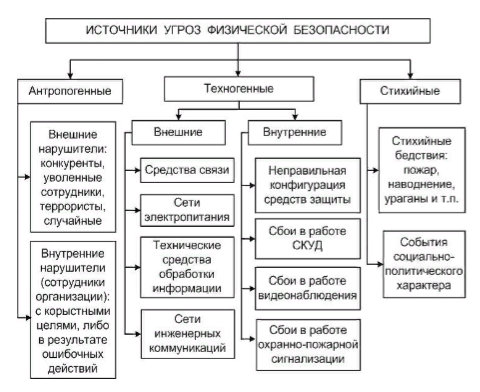 ИСТОЧНИКИ УГРОЗ ФИЗИЧЕСКОЙ БЕЗОПАСНОСТИ
Антропогенные
Техногенные
Стихийные
Внешние
нарушители:
конкуренты,
уволенные
сотрудники,
террористы,
случайные
Внутренние
нарушители
(сотрудники
организации):
с корыстными
целями, либо
в результате
ошибочных
действий
Внешние
Средства связи
Сети
электропитания
Технические
средства
обработки
информации
Сети
инженерных
коммуникаций
Внутренние
Неправильная
конфигурация
средств защиты
Сбои в работе
СКУД
Сбои в работе
видеонаблюдения
Сбои в работе
охранно-пожарной
сигнализации
Стихийные
бедствия:
пожар,
наводнение,
ураганы и т.п.
События
социально-
политического
характера